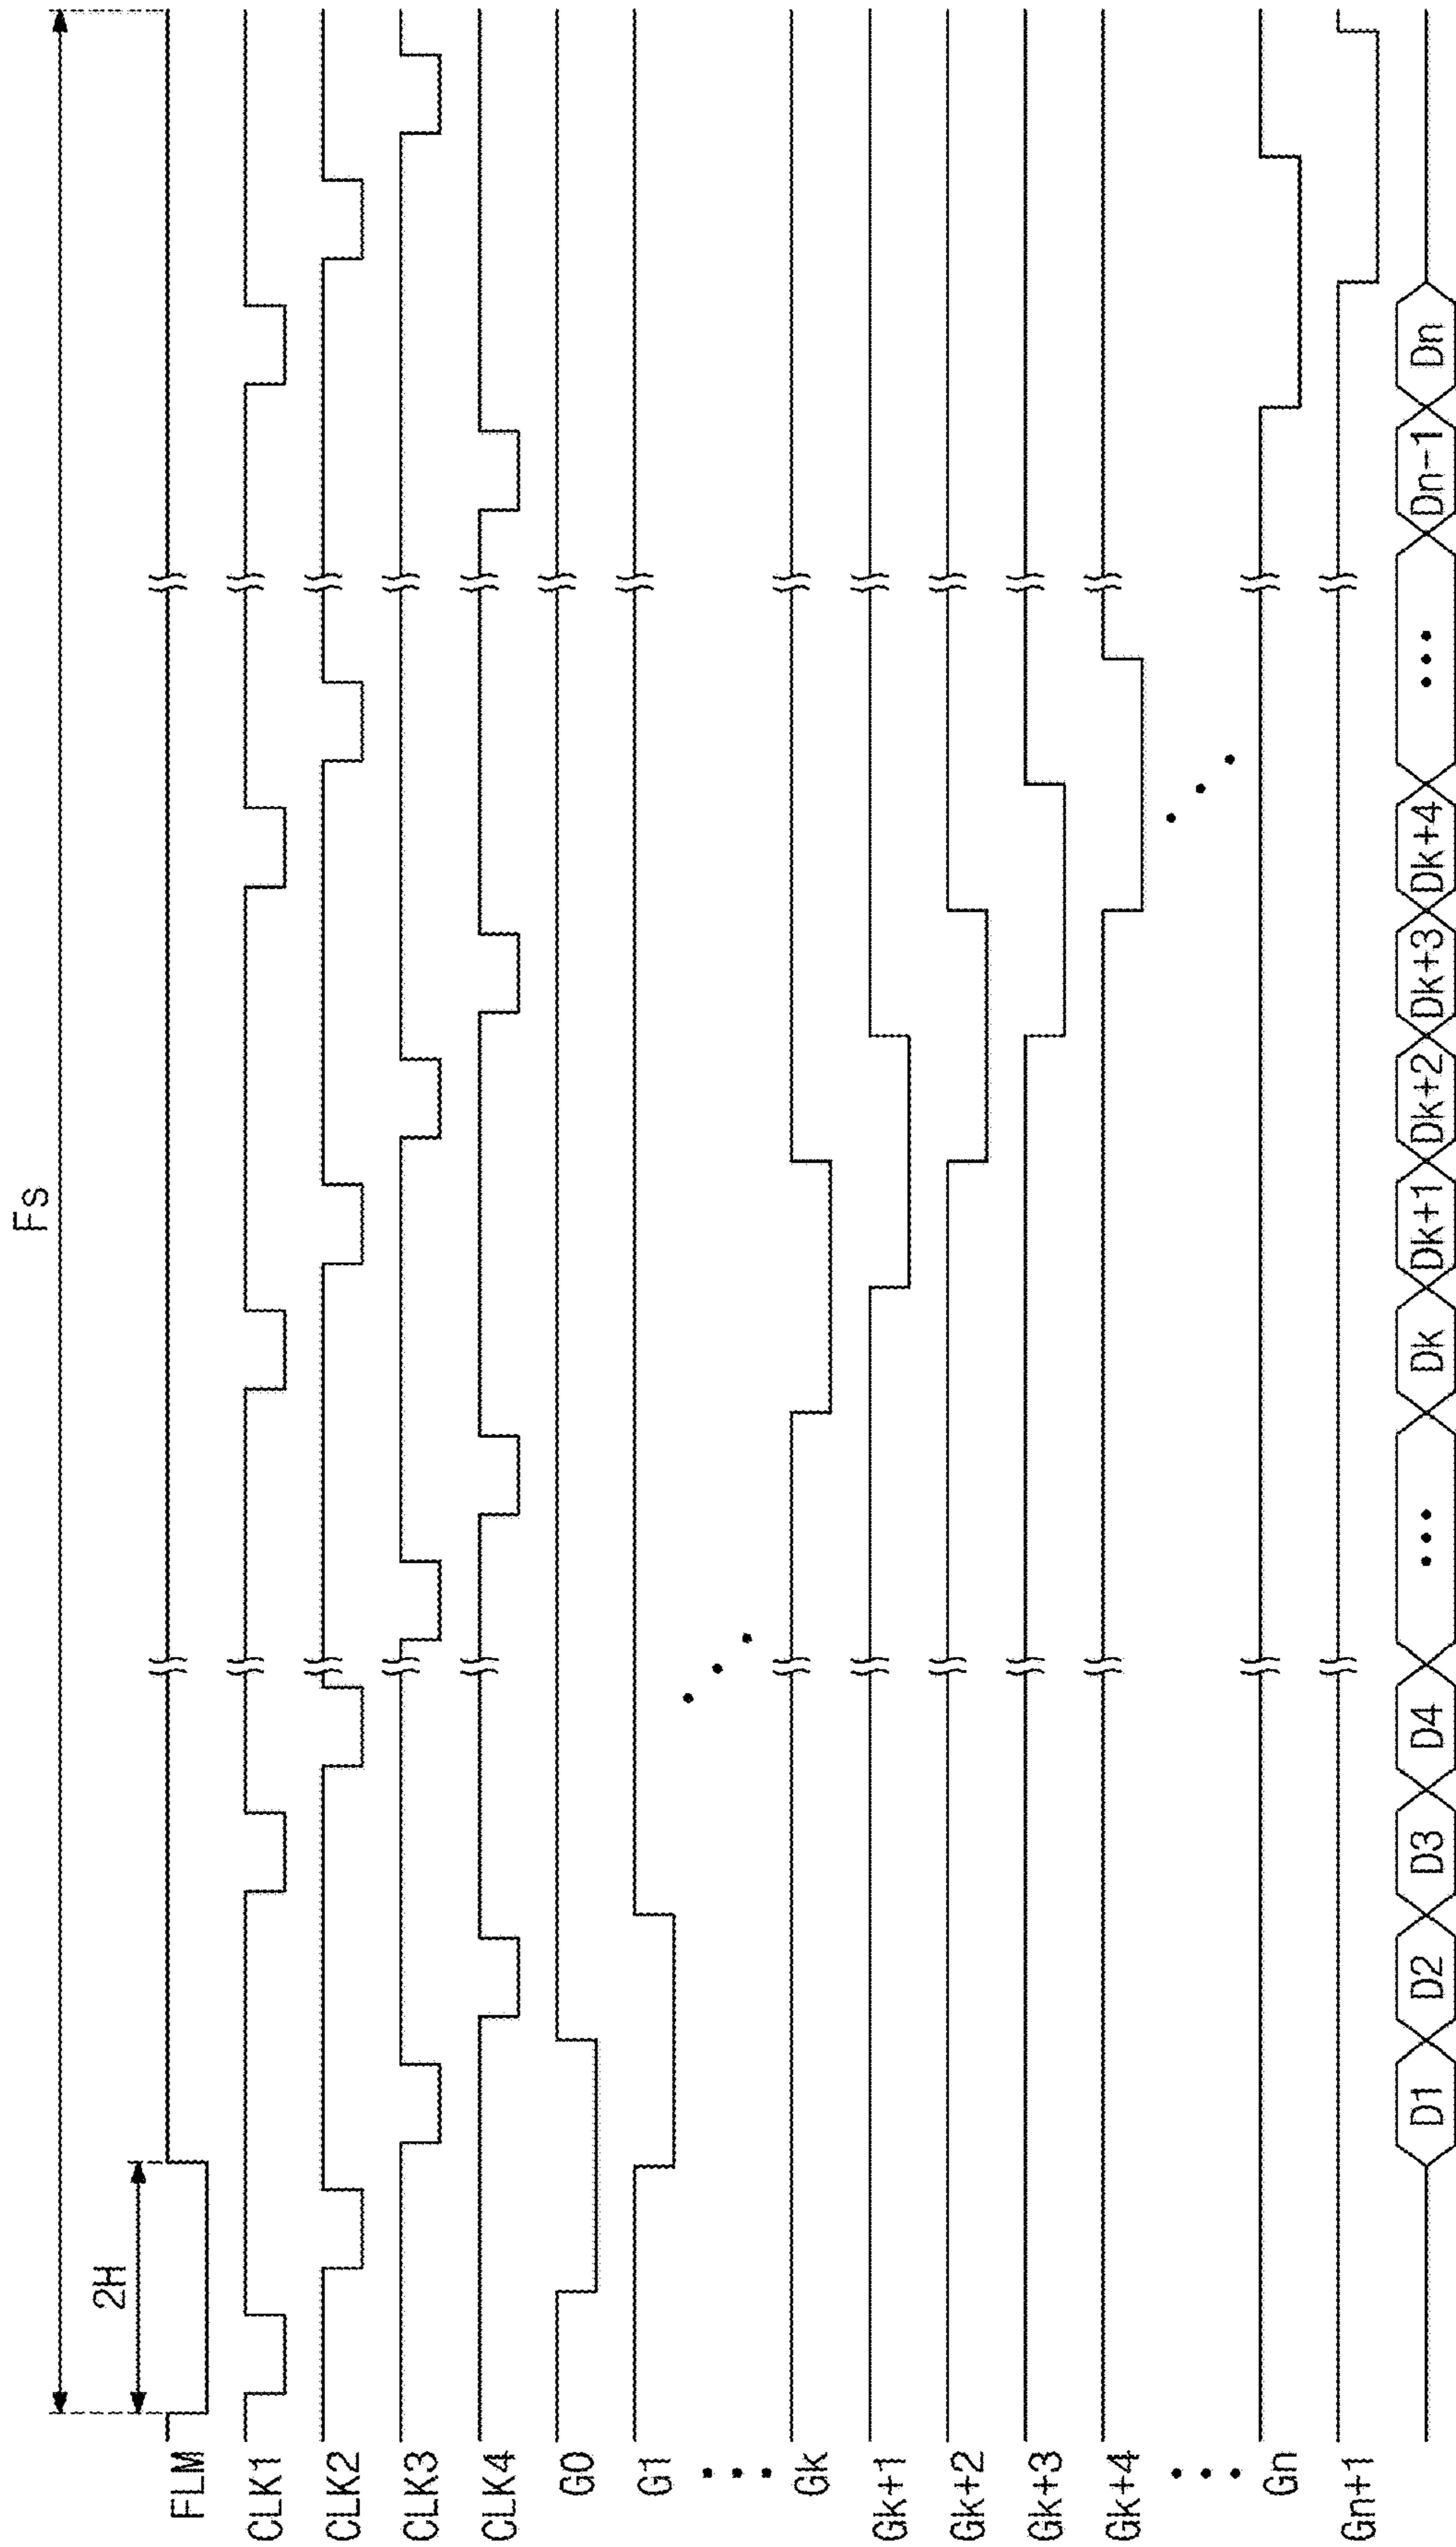 Fs
2H
FLM
CLK1
CLK2
CLK3
CLK4
G0
G1
Gk
Gk+1
Gk+2
Gk+3
Gk+4
Gn
Gn+1
D1 D2 D3 D4 ... Dk Dk+1 Dk+2 Dk+3 Dk+4 ... Dn-1 Dn